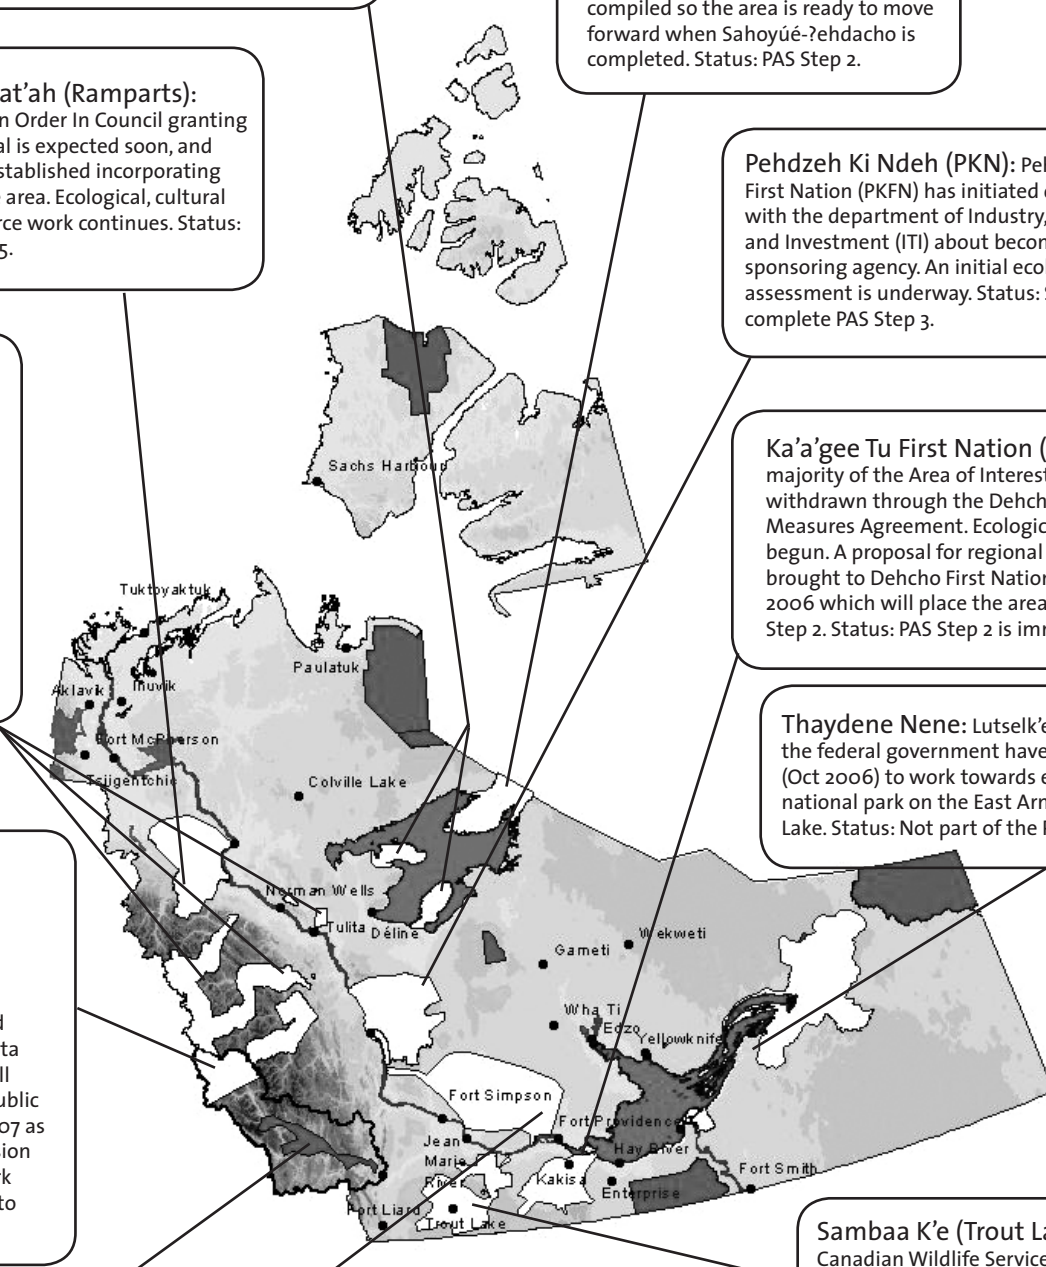 compiled so the area is ready to move
forward when Sahoyúé-?ehdacho is
completed. Status: PAS Step 2.
at'ah (Ramparts):
n Order In Council granting
al is expected soon, and
stablished incorporating
e area. Ecological, cultural
rce work continues. Status:
5.
Pehdzeh Ki Ndeh (PKN): Peh
First Nation (PKFN) has initiated
with the department of Industry,
and Investment (ITI) about becom
sponsoring agency. An initial ecol
assessment is underway. Status: S
complete PAS Step 3.
Ka'a'gee Tu First Nation (
majority of the Area of Interest
withdrawn through the Dehch
Measures Agreement. Ecologic
begun. A proposal for regional
brought to Dehcho First Nation
2006 which will place the area
Step 2. Status: PAS Step 2 is imm
Thaydene Nene: Lutselk'e
the federal government have
(Oct 2006) to work towards e
national park on the East Arm
Lake. Status: Not part of the P
Sachs Harbour
Tuktoyaktuk
Paulatuk
Aklavik
Inuvik
Fort McPherson
Tsiigehtchic
Colville Lake
Norman Wells
Tulita
Déline
Wekweti
Gameti
Wha Ti
Edzo
Yellowknife
Fort Simpson
Fort Providence
Jean
Marie
River
Hay River
Kakisa
Enterprise
Fort Smith
Fort Liard
Trout Lake
d
ta
ll
ublic
07 as
sion
rk
to
Sambaa K'e (Trout La
Canadian Wildlife Service